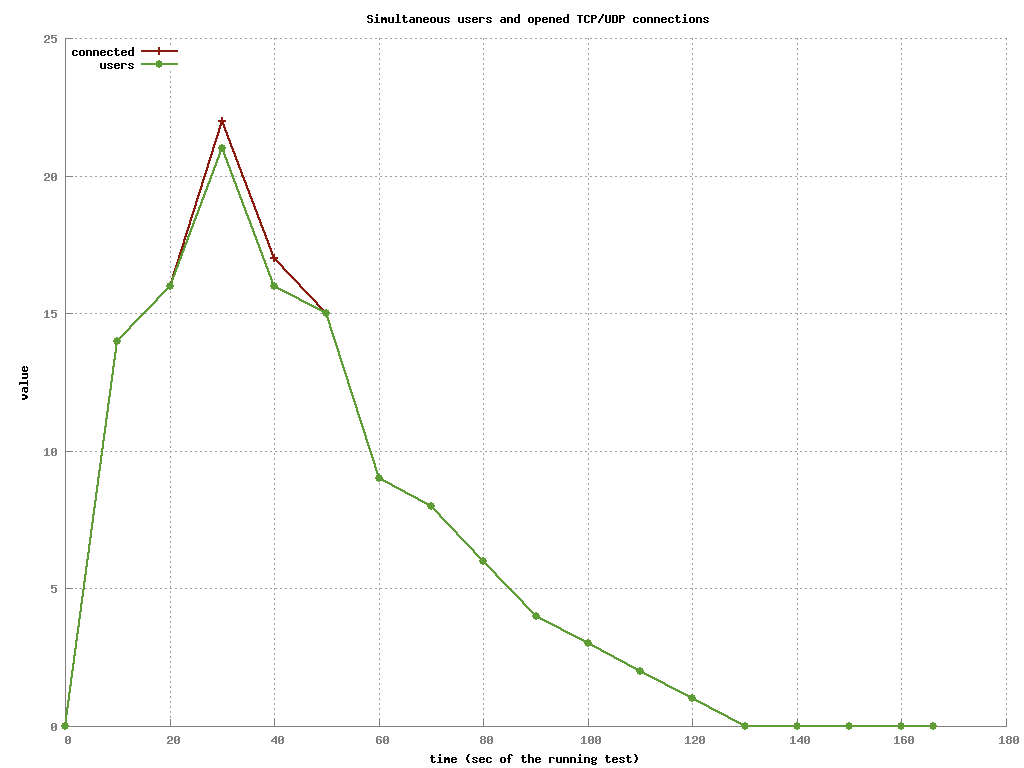 Simultaneous users and opened TCP/UDP connections
25
connected
users
20
15
value
10
5
0
0 20 40 60 80 100 120 140 160 180
time (sec of the running test)